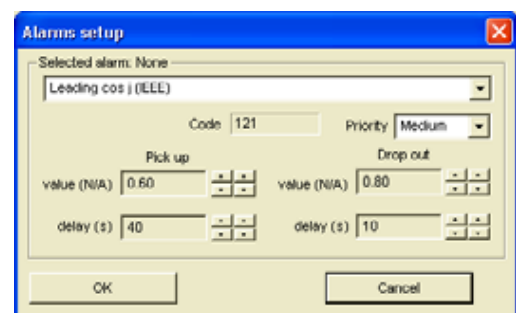 Alarms setup
Selected alarm: None
Leading cos j (IEEE)
Code 121 Priority Medium
Pick up Drop out
value (N/A) 0.60 value (N/A) 0.80
delay (s) 40 delay (s) 10
OK Cancel